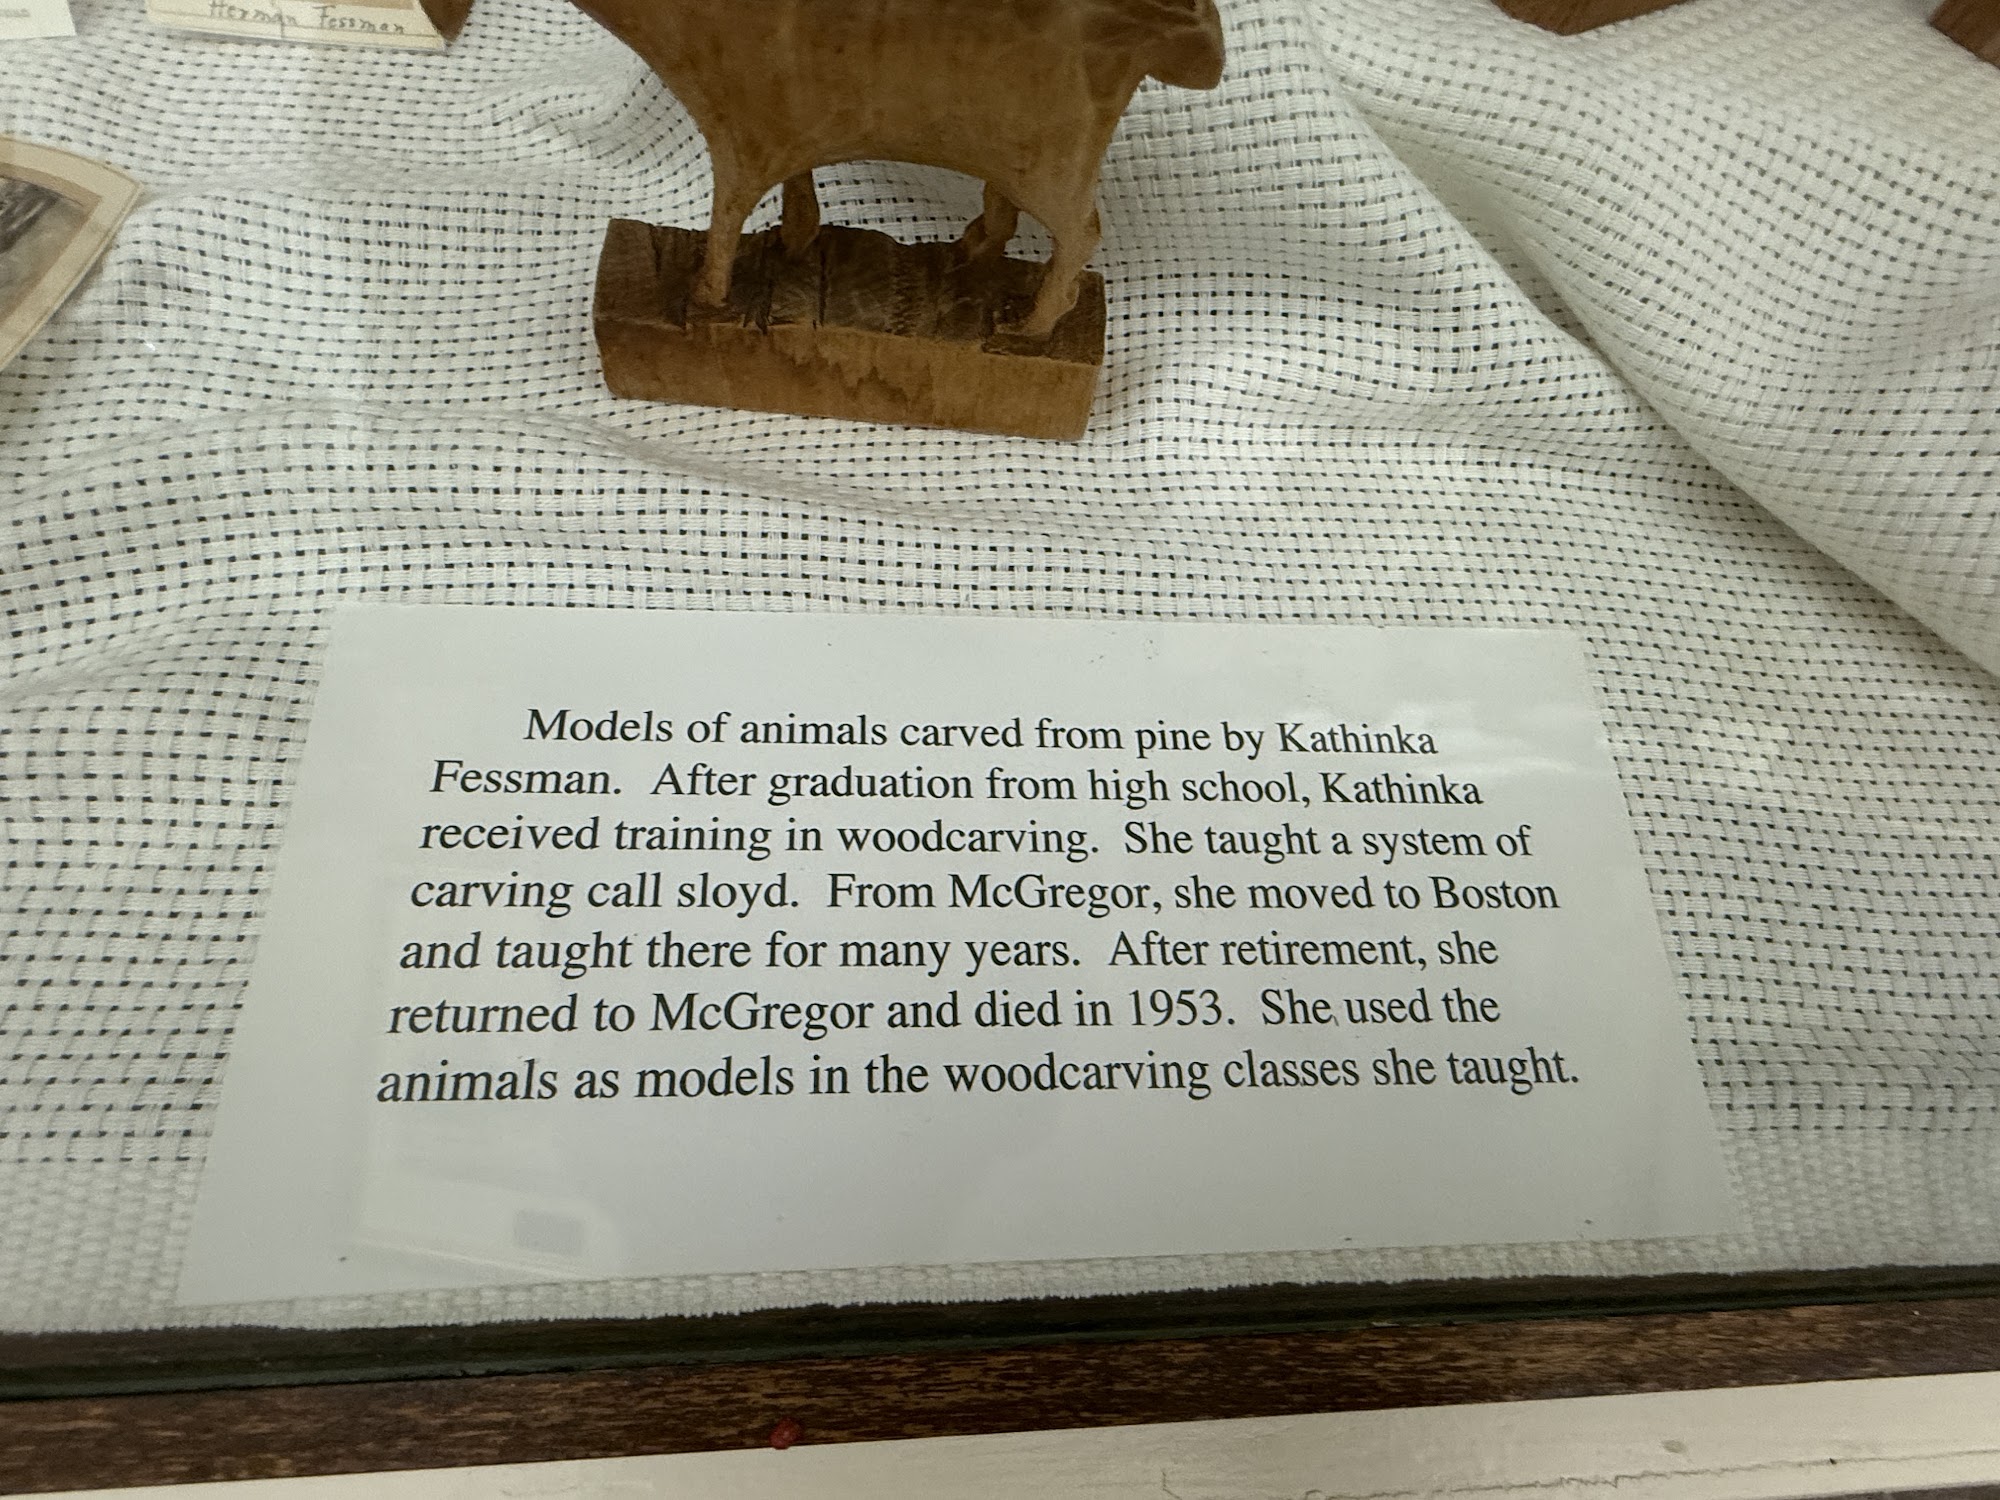 Herman Fessman
Models of animals carved from pine by Kathinka
Fessman. After graduation from high school, Kathinka
received training in woodcarving. She taught a system of
carving call sloyd. From McGregor, she moved to Boston
and taught there for many years. After retirement, she
returned to McGregor and died in 1953. She used the
animals as models in the woodcarving classes she taught.